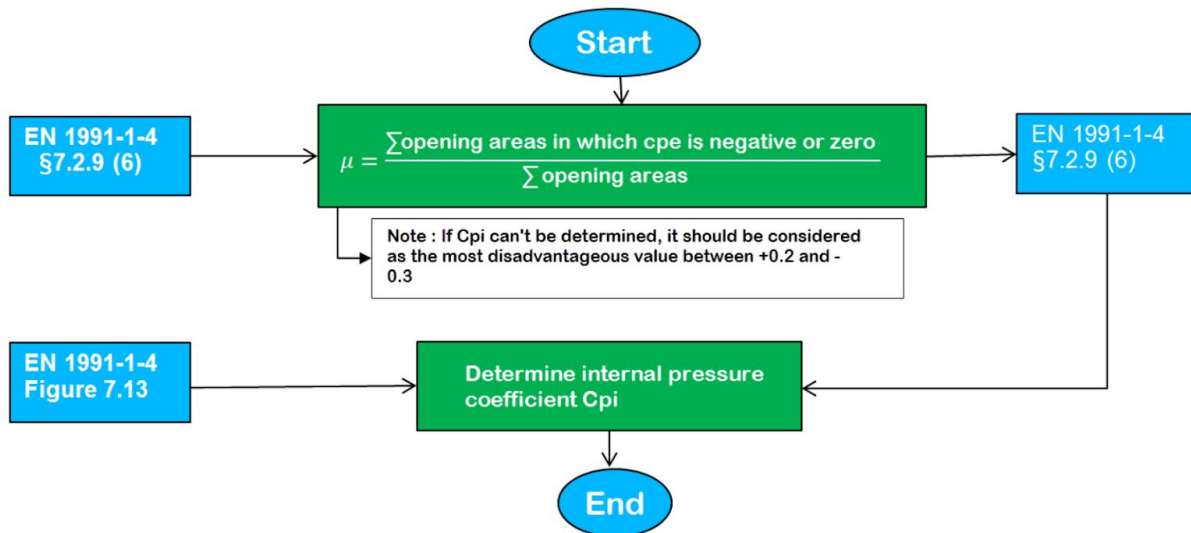 Start
EN 1991-1-4
§7.2.9 (6)
μ = ∑opening areas in which cpe is negative or zero
∑ opening areas
EN 1991-1-4
§7.2.9 (6)
Note : If Cpi can't be determined, it should be considered
as the most disadvantageous value between +0.2 and -
0.3
EN 1991-1-4
Figure 7.13
Determine internal pressure
coefficient Cpi
End